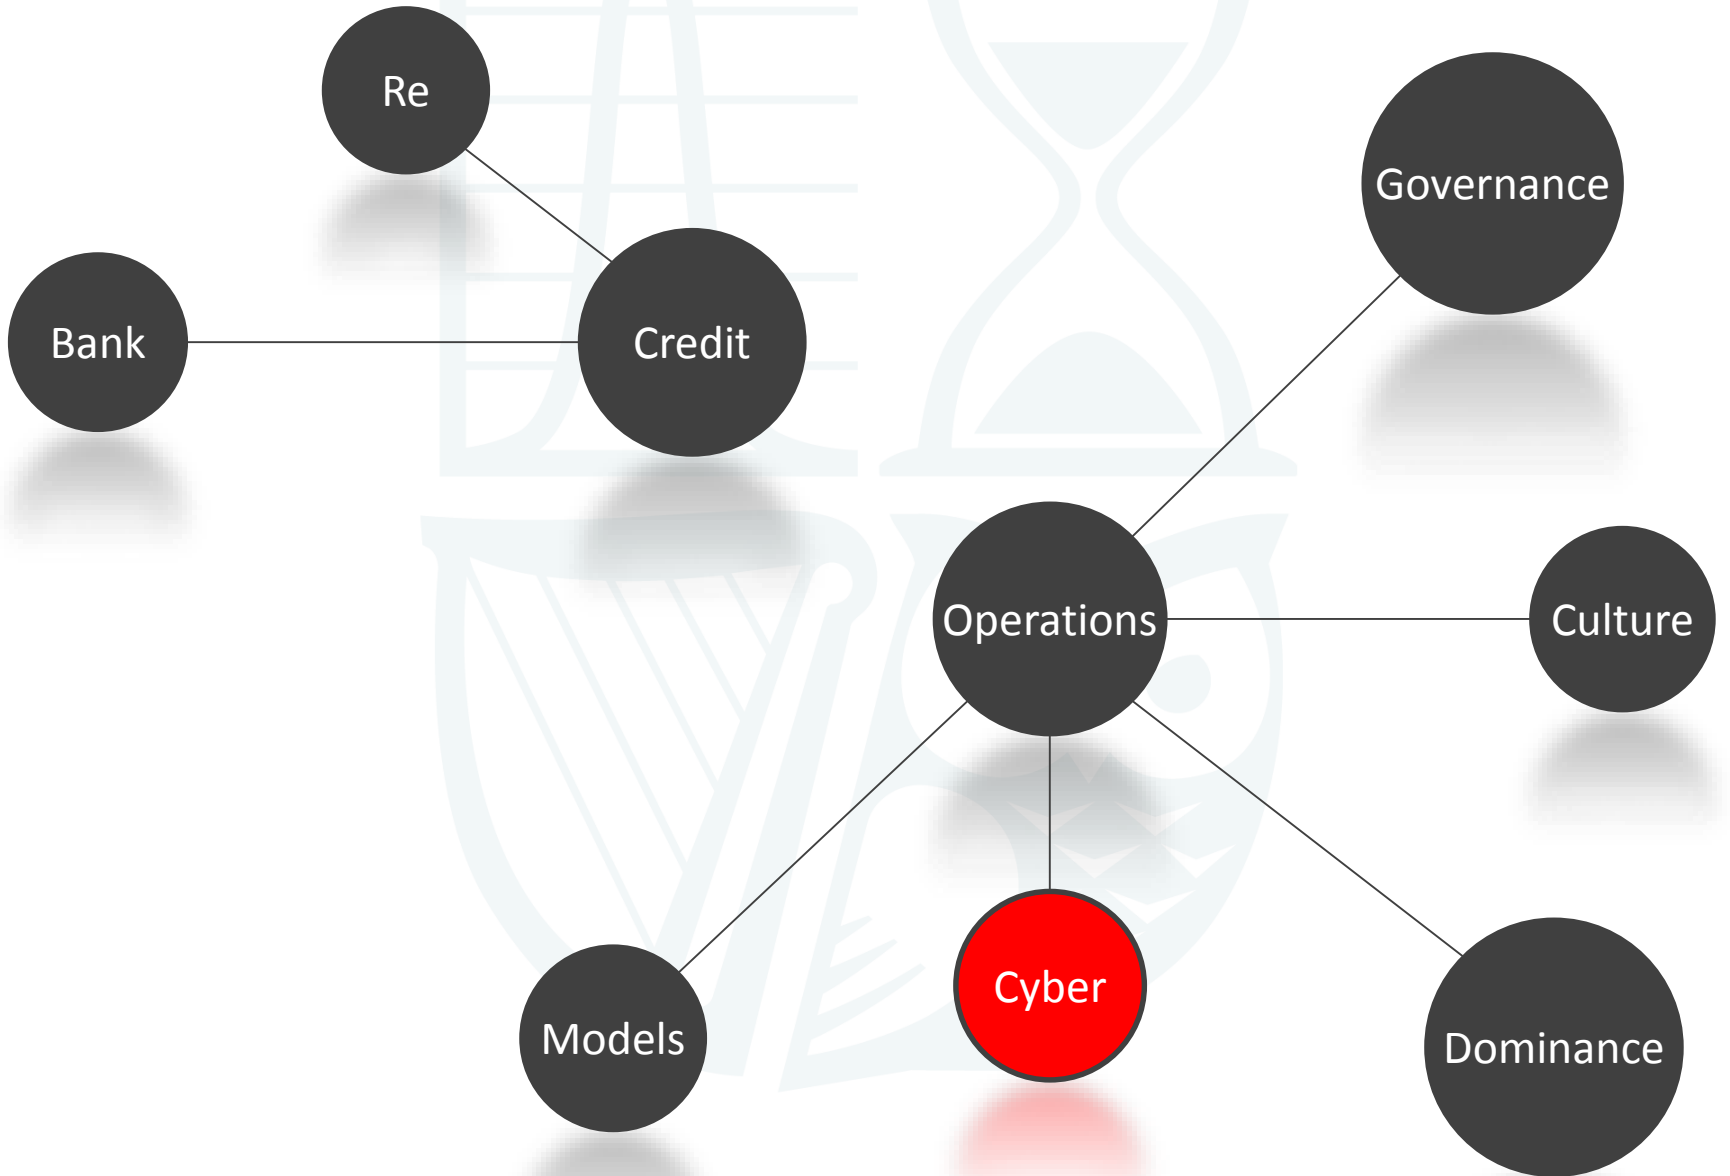 Re
Governance
Bank
Credit
Operations
Culture
Cyber
Models
Dominance